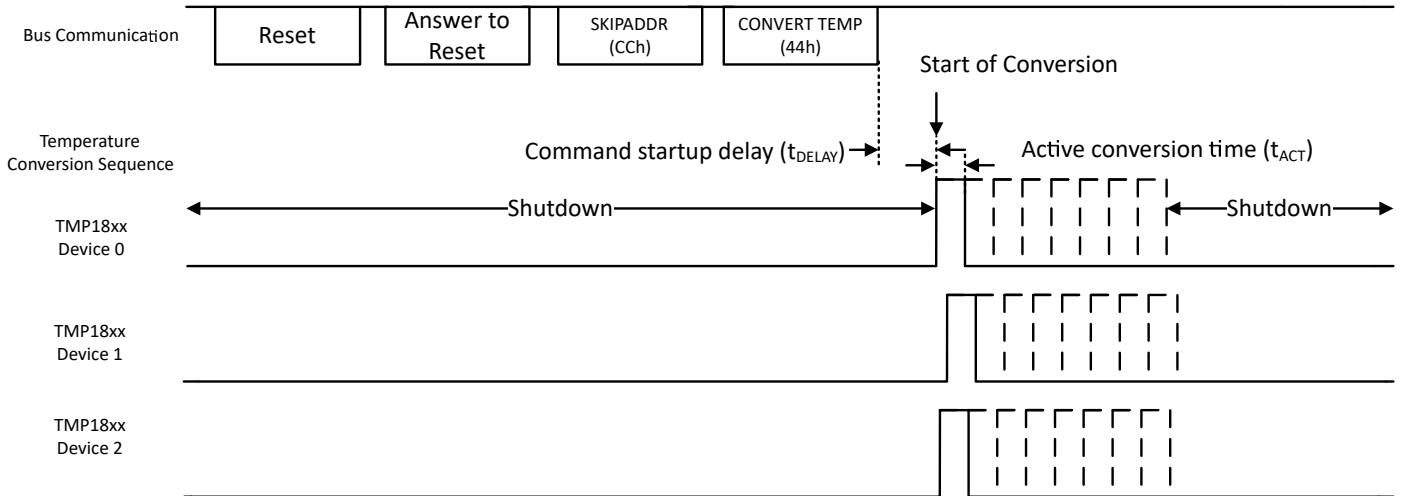 Bus Communication
Reset
Answer to
Reset
SKIPADDR
(CCh)
CONVERT TEMP
(44h)
Start of Conversion
Temperature
Conversion Sequence
Command startup delay (tDELAY)
Active conversion time (tACT)
Shutdown
Shutdown
TMP18xx
Device 0
TMP18xx
Device 1
TMP18xx
Device 2